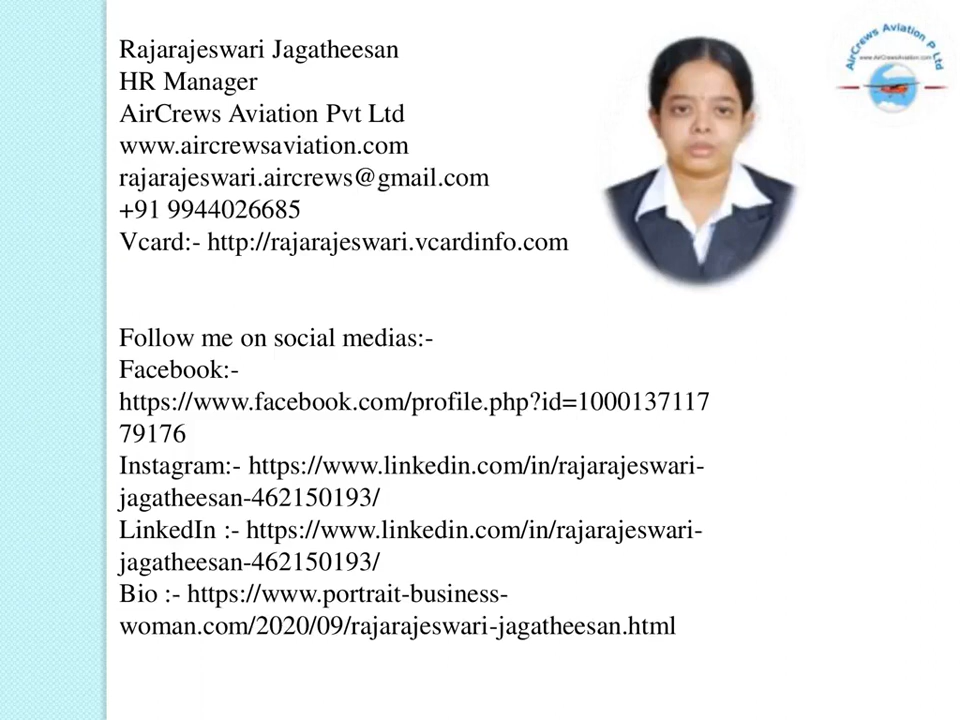 Rajarajeswari Jagatheesan
HR Manager
AirCrews Aviation Pvt Ltd
www.aircrewsaviation.com
rajarajeswari.aircrews@gmail.com
+91 9944026685
Vcard:- http://rajarajeswari.vcardinfo.com
AirCrews Aviation P Ltd
www.AirCrewsAviation.com
Follow me on social medias:-
Facebook:-
https://www.facebook.com/profile.php?id=1000137117
79176
Instagram:- https://www.linkedin.com/in/rajarajeswari-
jagatheesan-462150193/
LinkedIn :- https://www.linkedin.com/in/rajarajeswari-
jagatheesan-462150193/
Bio :- https://www.portrait-business-
woman.com/2020/09/rajarajeswari-jagatheesan.html